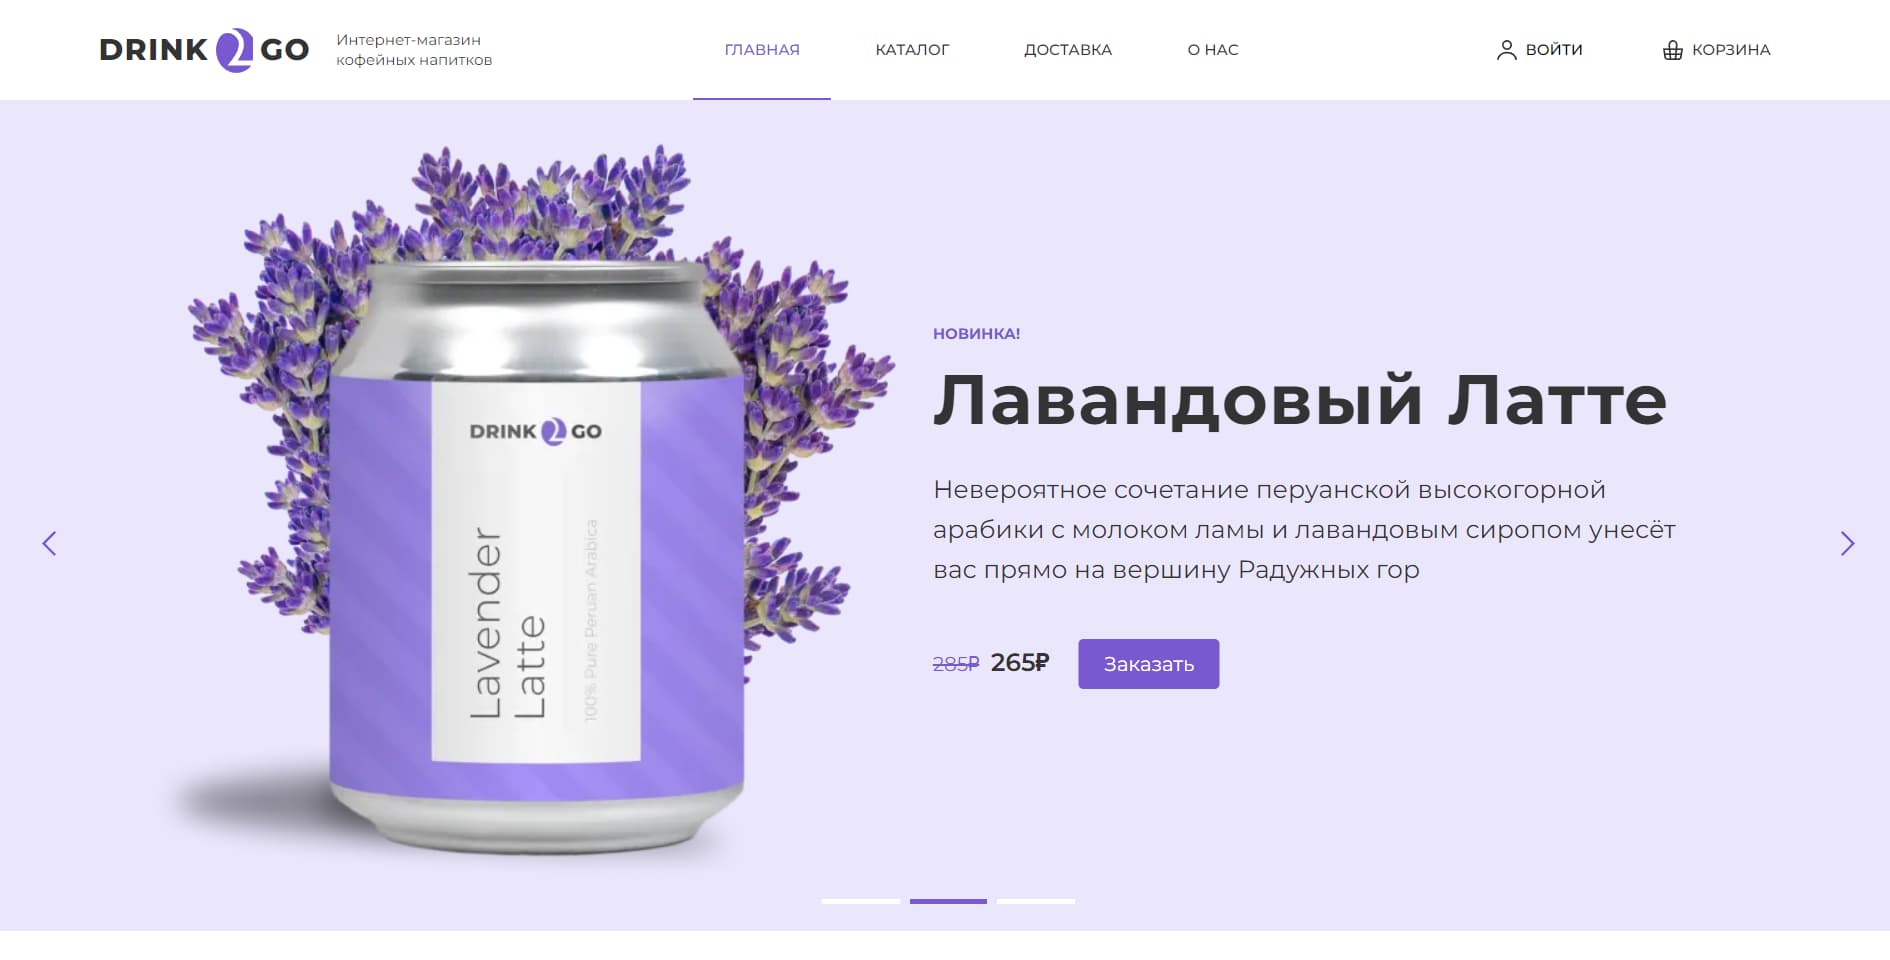 DRINK 2 GO
Интернет-магазин
кофейных напитков
ГЛАВНАЯ
КАТАЛОГ
ДОСТАВКА
О НАС
ВОЙТИ
КОРЗИНА
DRINK 2 GO
Lavender
Latte
100% Pure Peruan Arabica
НОВИНКА!
Лавандовый Латте
Невероятное сочетание перуанской высокогорной
арабики с молоком ламы и лавандовым сиропом унесёт
вас прямо на вершину Радужных гор
285₽ 265₽ Заказать